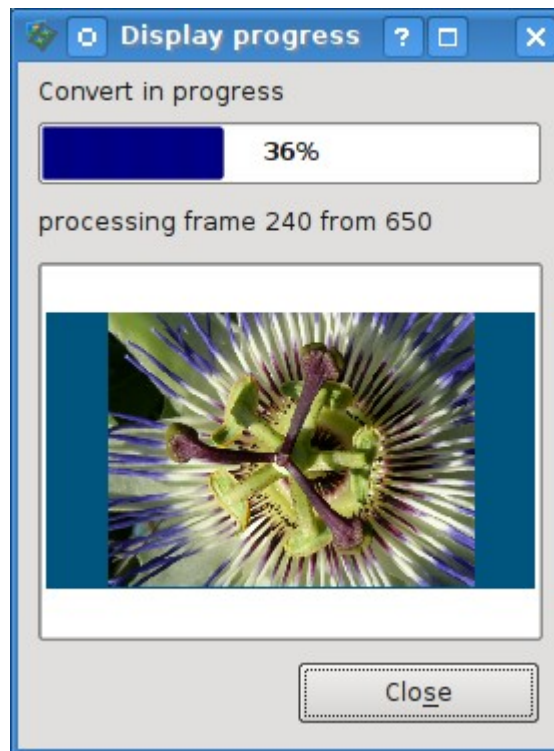 Display progress ?
Convert in progress
36%
processing frame 240 from 650
Close